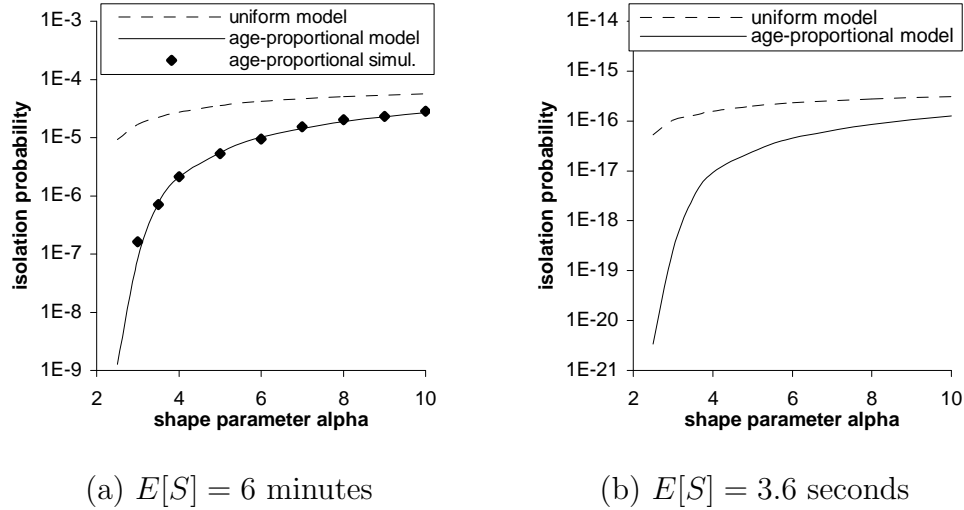 uniform model
age-proportional model
age-proportional simul.
1E-3
1E-4
1E-5
1E-6
1E-7
1E-8
1E-9
isolation probability
2 4 6 8 10
shape parameter alpha
(a) E[S] = 6 minutes
uniform model
age-proportional model
1E-14
1E-15
1E-16
1E-17
1E-18
1E-19
1E-20
1E-21
isolation probability
2 4 6 8 10
shape parameter alpha
(b) E[S] = 3.6 seconds